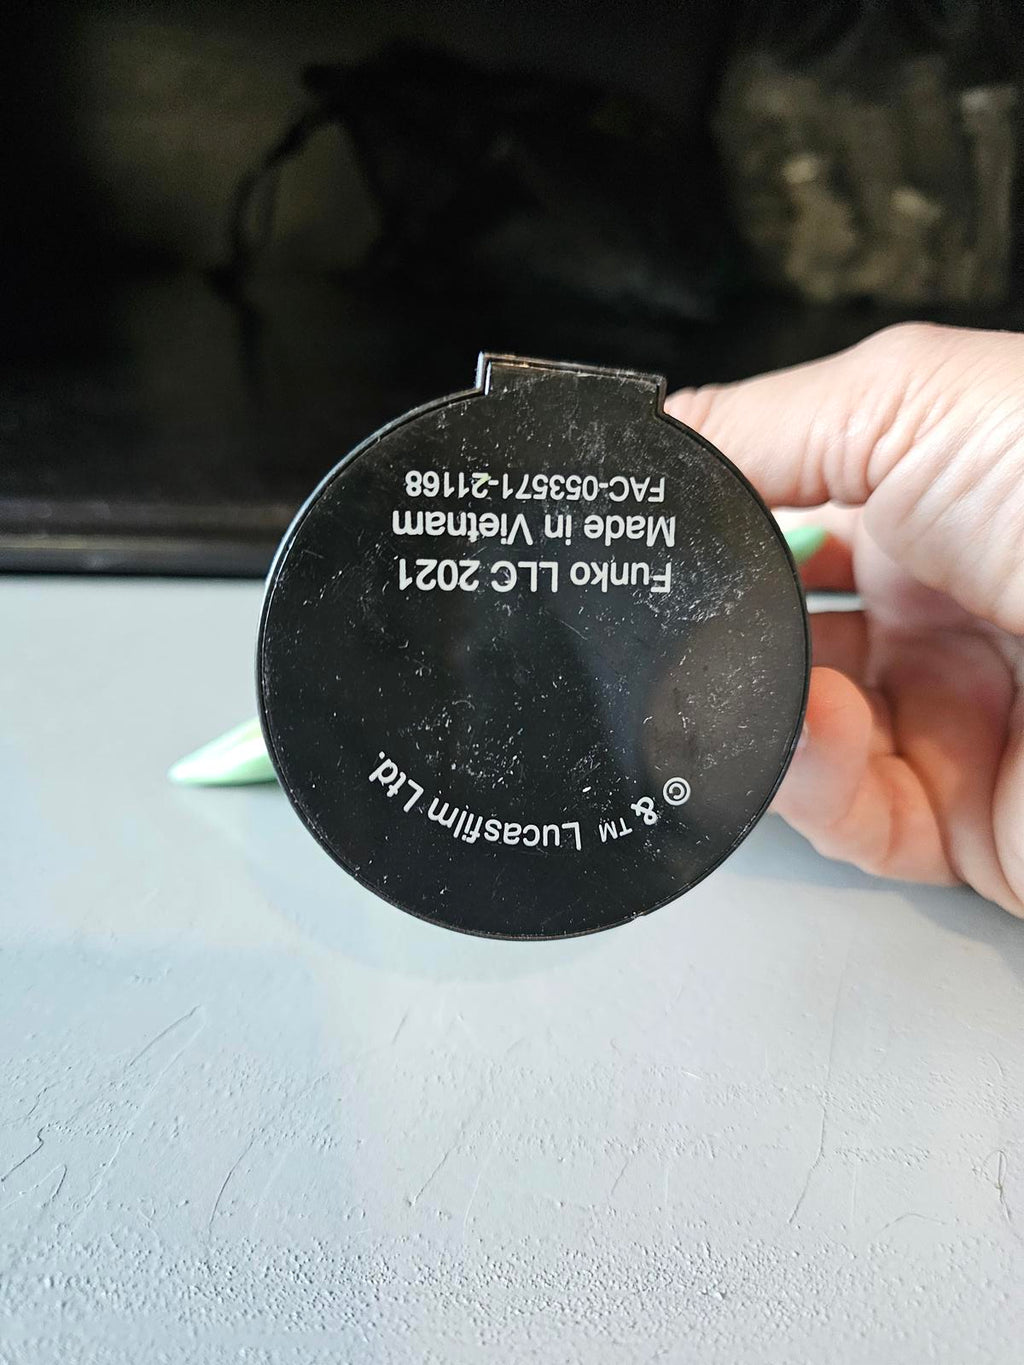 © & ™ Lucasfilm Ltd.
Funko LLC 2021
Made in Vietnam
FAC-053571-21168